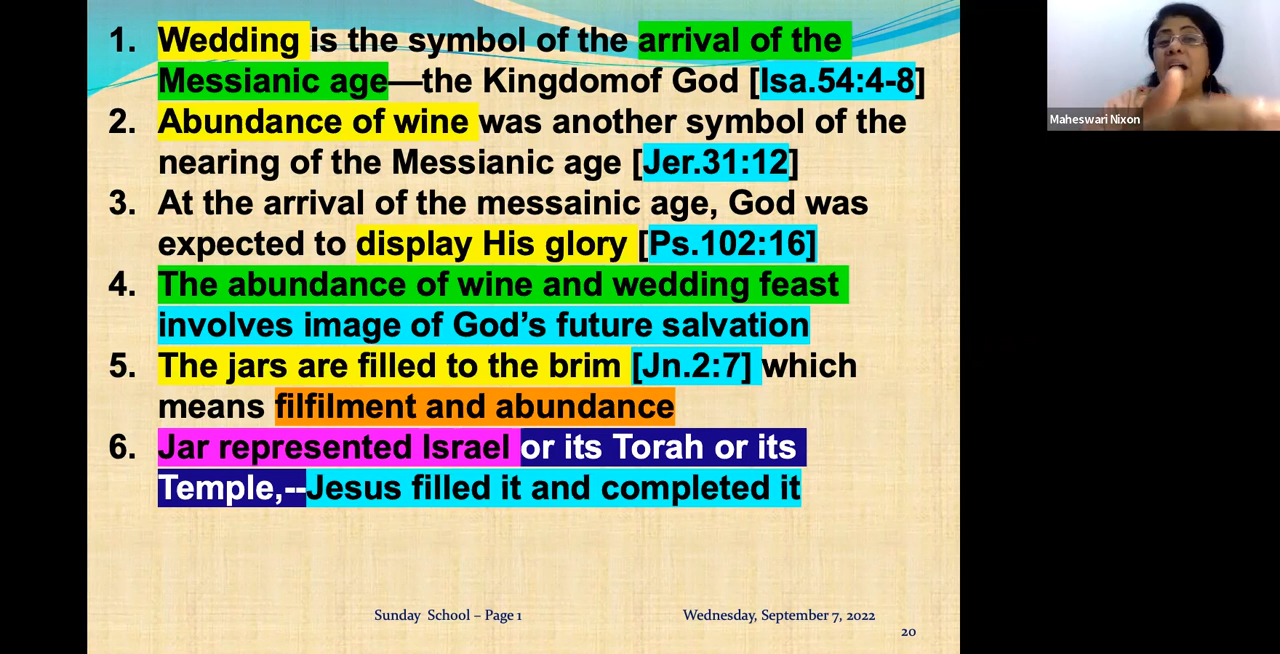 1. Wedding is the symbol of the arrival of the
Messianic age—the Kingdomof God [Isa.54:4-8]
2. Abundance of wine was another symbol of the
nearing of the Messianic age [Jer.31:12]
3. At the arrival of the messainic age, God was
expected to display His glory [Ps.102:16]
4. The abundance of wine and wedding feast
involves image of God’s future salvation
5. The jars are filled to the brim [Jn.2:7] which
means filfilment and abundance
6. Jar represented Israel or its Torah or its
Temple,--Jesus filled it and completed it
Sunday School – Page 1
Wednesday, September 7, 2022
20
Maheswari Nixon